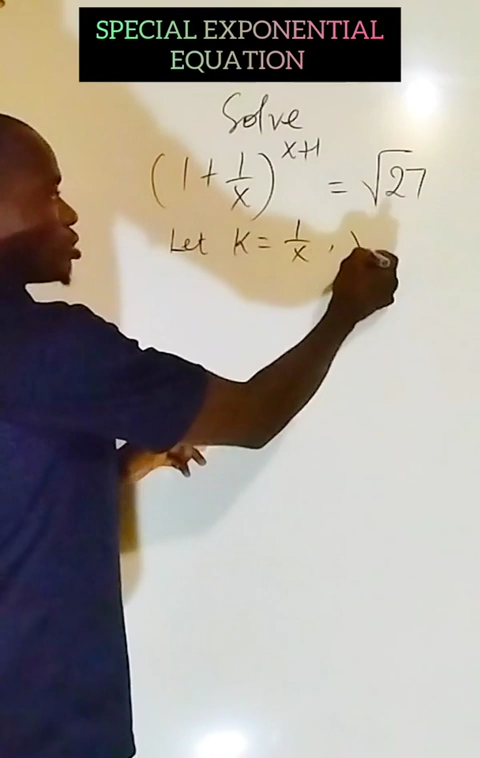 SPECIAL EXPONENTIAL
EQUATION
Solve
(1 + 1/x)^x+1 = √27
Let K = 1/x ,